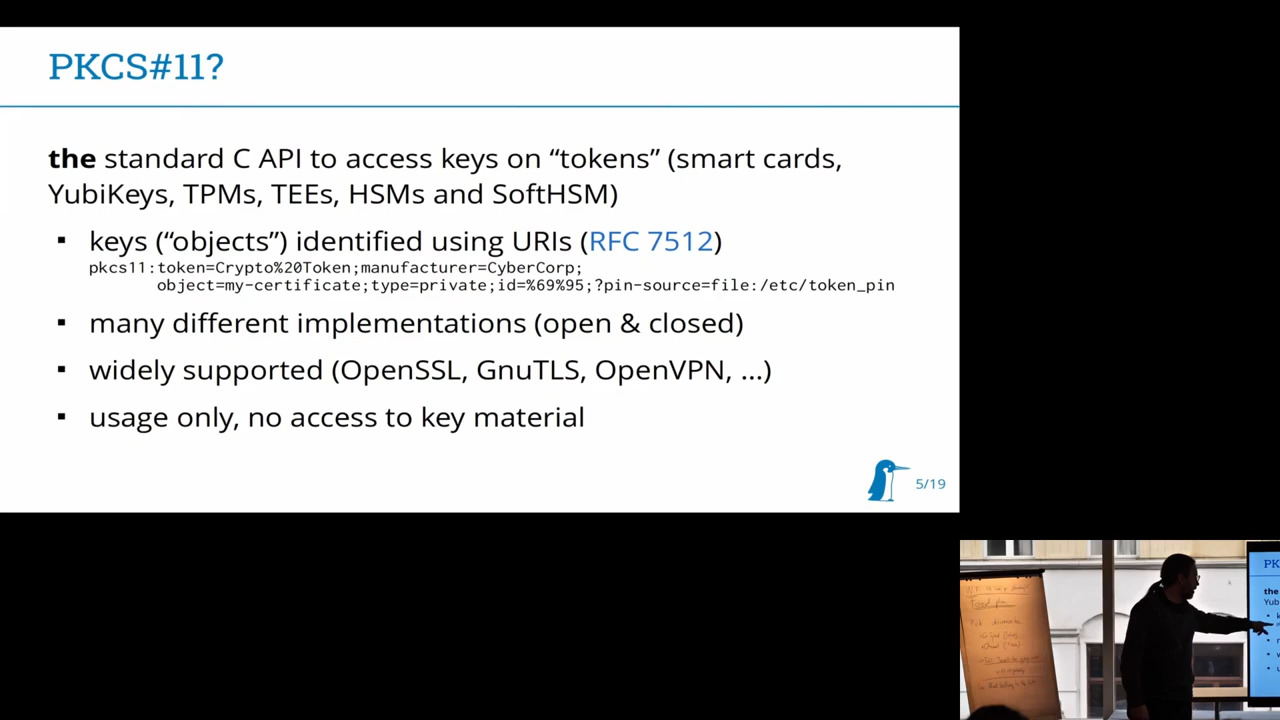 PKCS#11?
the standard C API to access keys on “tokens” (smart cards,
YubiKeys, TPMs, TEEs, HSMs and SoftHSM)
▪ keys (“objects”) identified using URIs (RFC 7512)
pkcs11:token=Crypto%20Token;manufacturer=CyberCorp;
object=my-certificate;type=private;id=%69%95;?pin-source=file:/etc/token_pin
▪ many different implementations (open & closed)
▪ widely supported (OpenSSL, GnuTLS, OpenVPN, …)
▪ usage only, no access to key material
5/19
PK
the
Yub